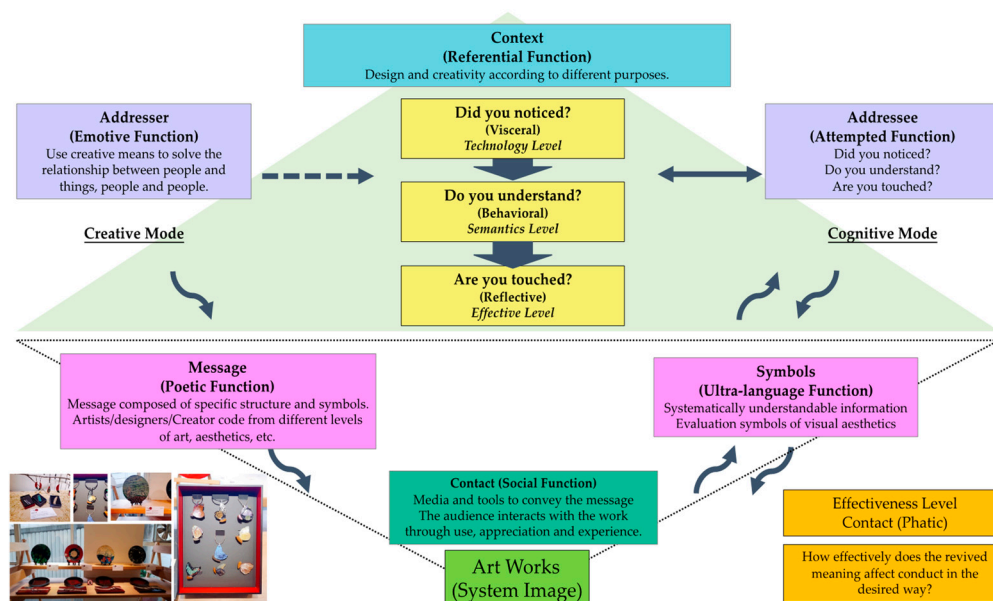 Context
(Referential Function)
Design and creativity according to different purposes.
Addresser
(Emotive Function)
Use creative means to solve the
relationship between people and
things, people and people.
Did you noticed?
(Visceral)
Technology Level
Addressee
(Attempted Function)
Did you noticed?
Do you understand?
Are you touched?
Do you understand?
(Behavioral)
Semantics Level
Creative Mode
Cognitive Mode
Are you touched?
(Reflective)
Effective Level
Message
(Poetic Function)
Message composed of specific structure and symbols.
Artists/designers/Creator code from different levels
of art, aesthetics, etc.
Symbols
(Ultra-language Function)
Systematically understandable information
Evaluation symbols of visual aesthetics
Contact (Social Function)
Media and tools to convey the message
The audience interacts with the work
through use, appreciation and experience.
Effectiveness Level
Contact (Phatic)
Art Works
(System Image)
How effectively does the revived
meaning affect conduct in the
desired way?